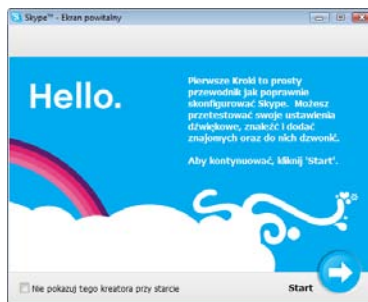 Skype™ - Ekran powitalny
Hello.
Pierwsze Kroki to prosty
przewodnik jak poprawnie
skonfigurować Skype. Możesz
przetestować swoje ustawienia
dźwiękowe, znaleźć i dodać
znajomych oraz do nich dzwonić.
Aby kontynuować, kliknij 'Start'.
Nie pokazuj tego kreatora przy starcie
Start